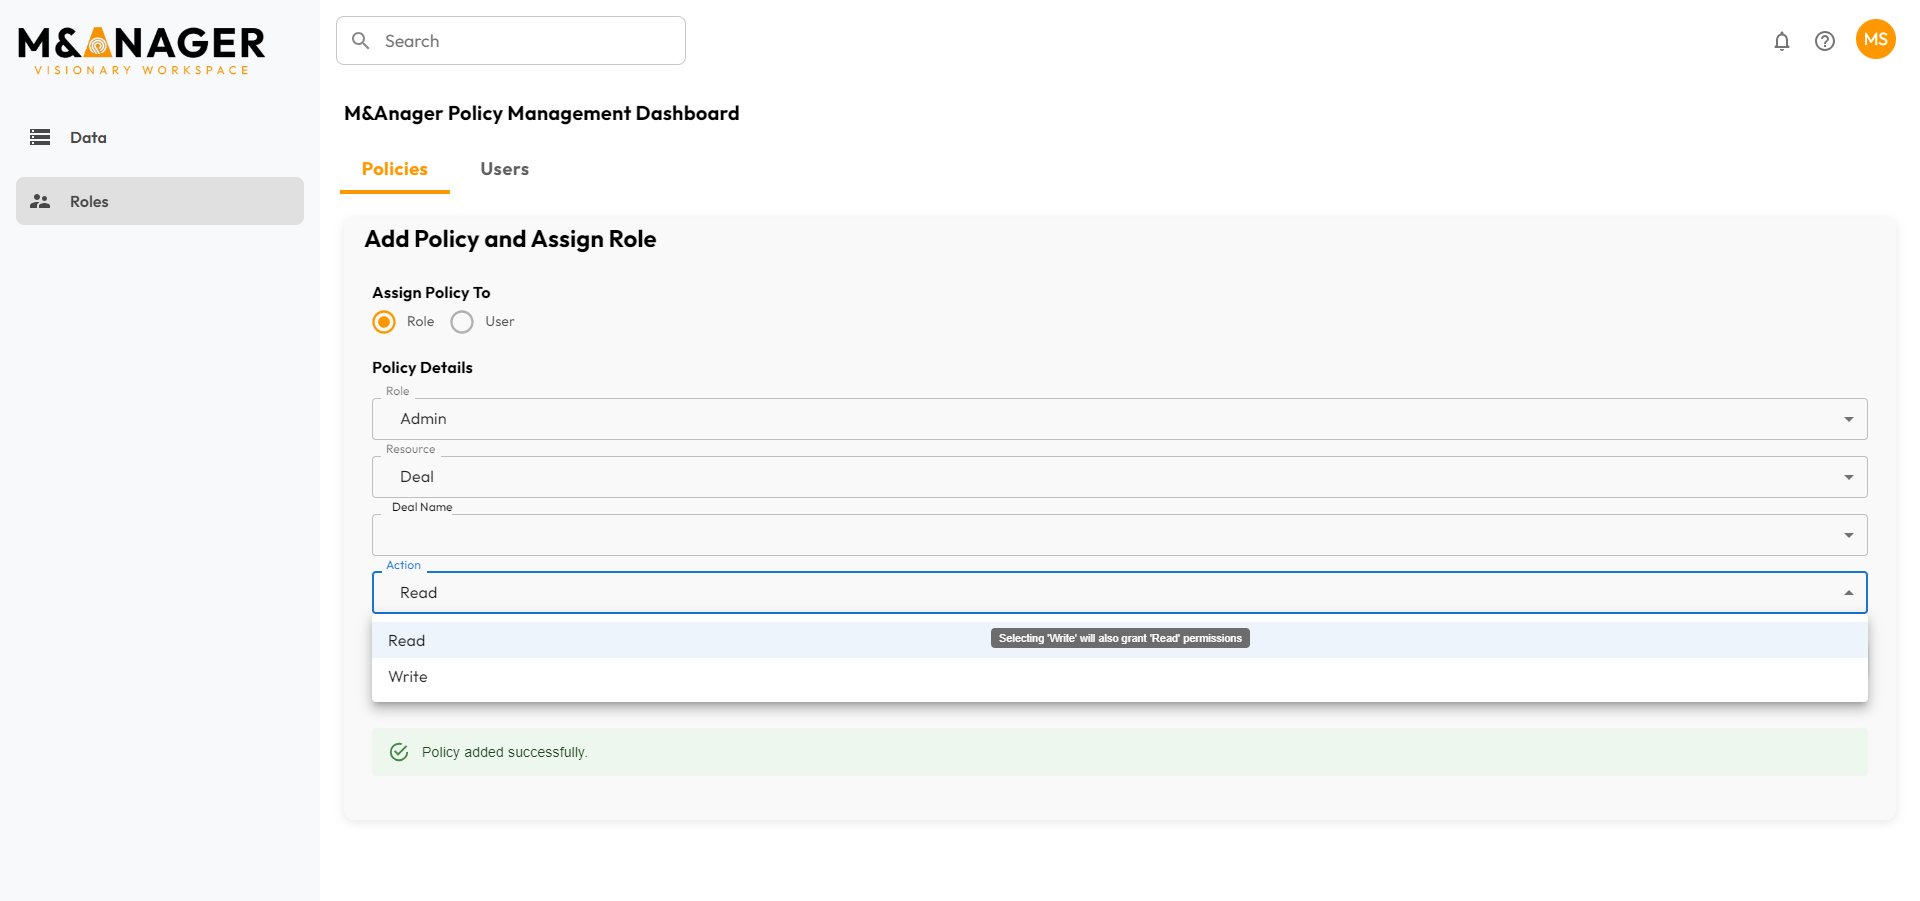 M&ANAGER
VISIONARY WORKSPACE
Search
MS
Data
Roles
M&Anager Policy Management Dashboard
Policies
Users
Add Policy and Assign Role
Assign Policy To
Role
User
Policy Details
Role
Admin
Resource
Deal
Deal Name
Action
Read
Read
Selecting 'Write' will also grant 'Read' permissions
Write
Policy added successfully.